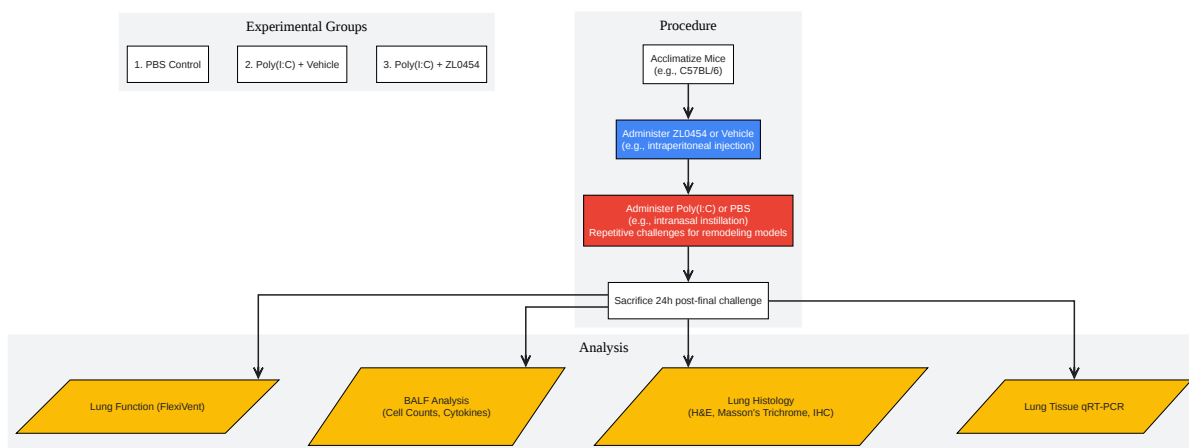 Experimental Groups
1. PBS Control
2. Poly(I:C) + Vehicle
3. Poly(I:C) + ZL0454
Procedure
Acclimatize Mice
(e.g., C57BL/6)
Administer ZL0454 or Vehicle
(e.g., intraperitoneal injection)
Administer Poly(I:C) or PBS
(e.g., intranasal instillation)
Repetitive challenges for remodeling models
Sacrifice 24h post-final challenge
Analysis
Lung Function (FlexiVent)
BALF Analysis
(Cell Counts, Cytokines)
Lung Histology
(H&E, Masson's Trichrome, IHC)
Lung Tissue qRT-PCR